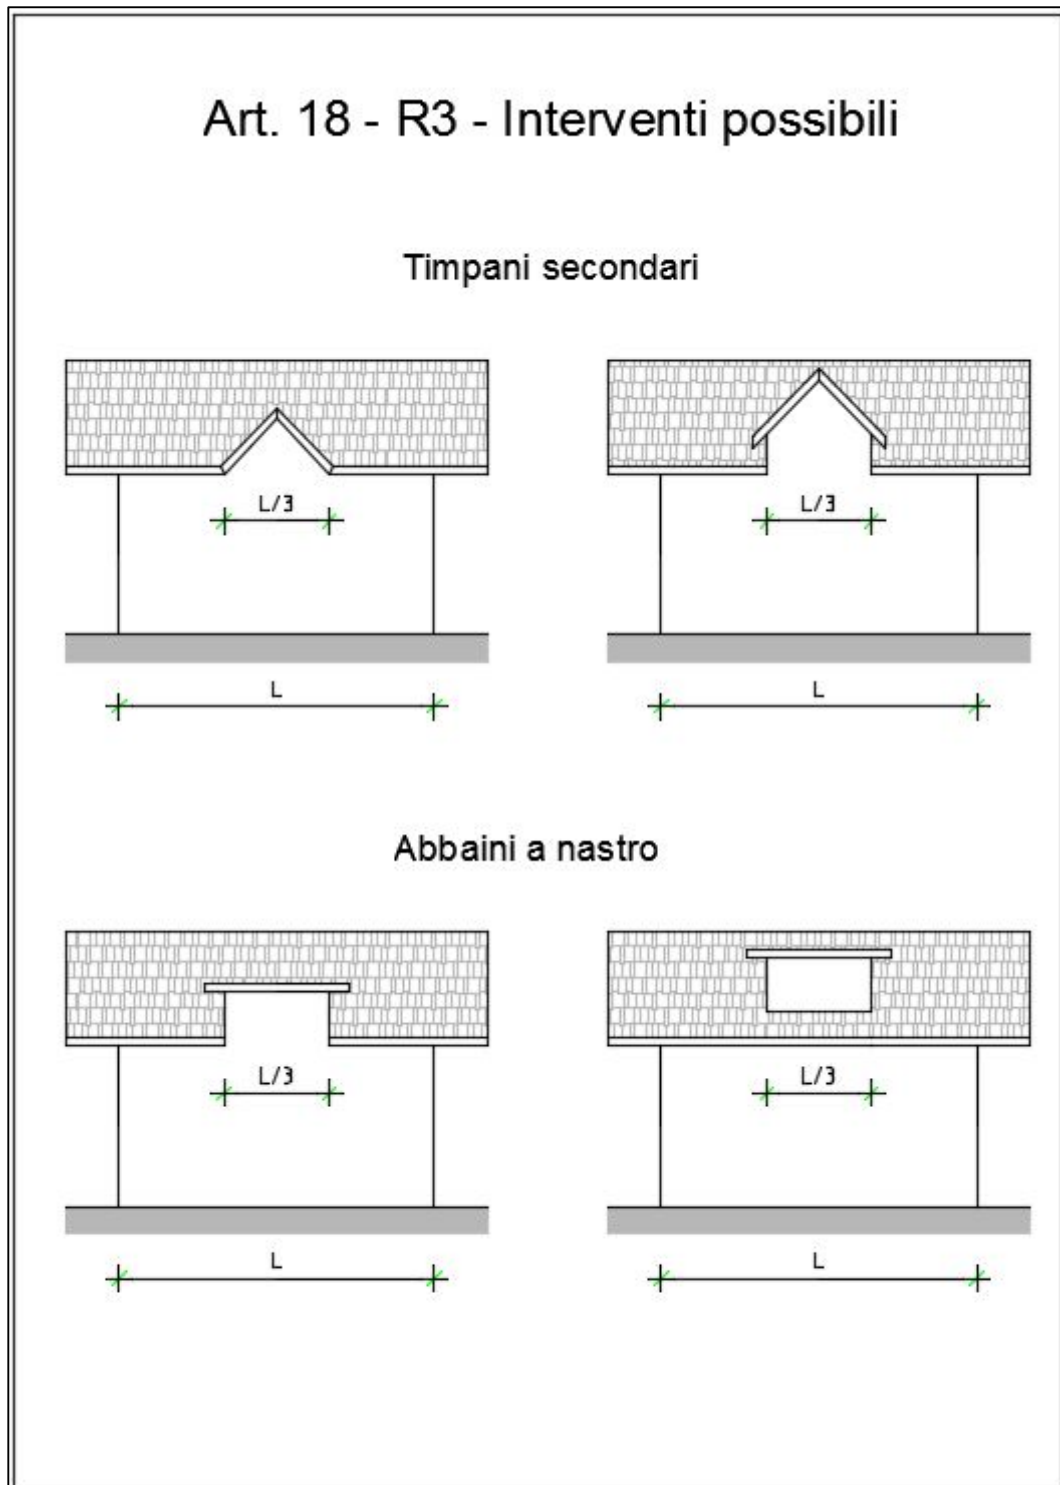 Art. 18 - R3 - Interventi possibili
Timpani secondari
L/3
L/3
L
L
Abbaini a nastro
L/3
L/3
L
L